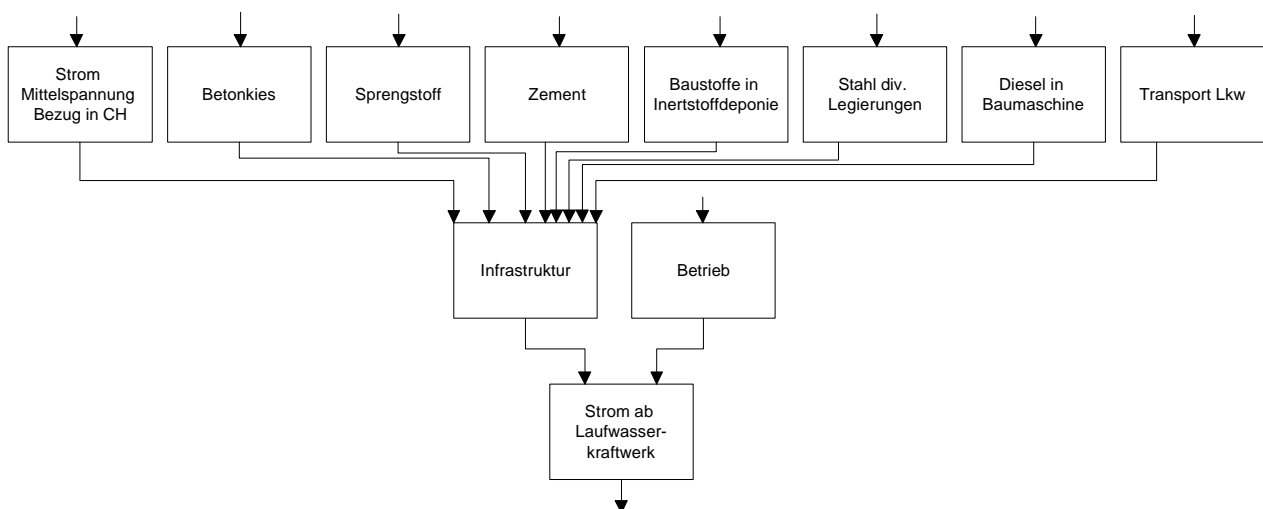 Strom
Mittelspannung
Bezug in CH
Betonkies
Sprengstoff
Zement
Baustoffe in
Inertstoffdeponie
Stahl div.
Legierungen
Diesel in
Baumaschine
Transport Lkw
Infrastruktur
Betrieb
Strom ab
Laufwasser-
kraftwerk